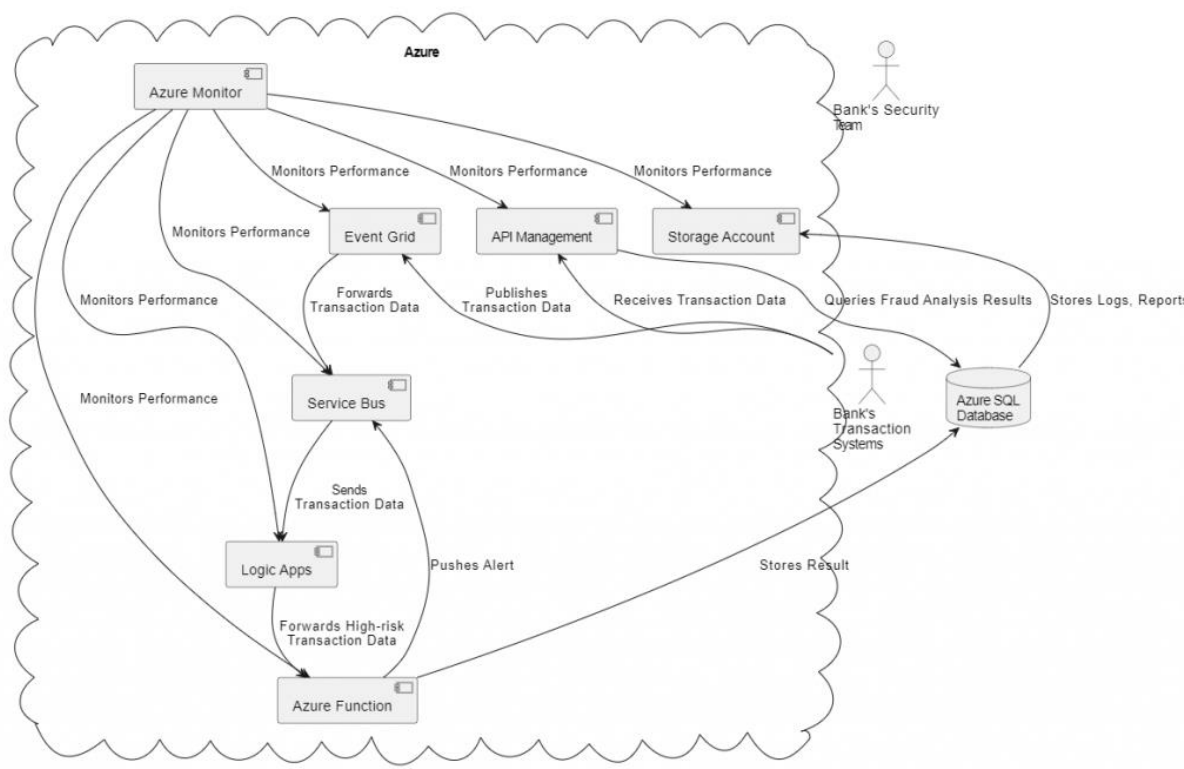 Azure
Azure Monitor
Bank's Security
Team
Monitors Performance
Monitors Performance
Monitors Performance
Monitors Performance
Event Grid
API Management
Storage Account
Monitors Performance
Forwards
Transaction Data
Publishes
Transaction Data
Receives Transaction Data
Queries Fraud Analysis Results
Stores Logs, Reports
Monitors Performance
Service Bus
Bank's
Transaction
Systems
Azure SQL
Database
Sends
Transaction Data
Logic Apps
Pushes Alert
Stores Result
Forwards High-risk
Transaction Data
Azure Function